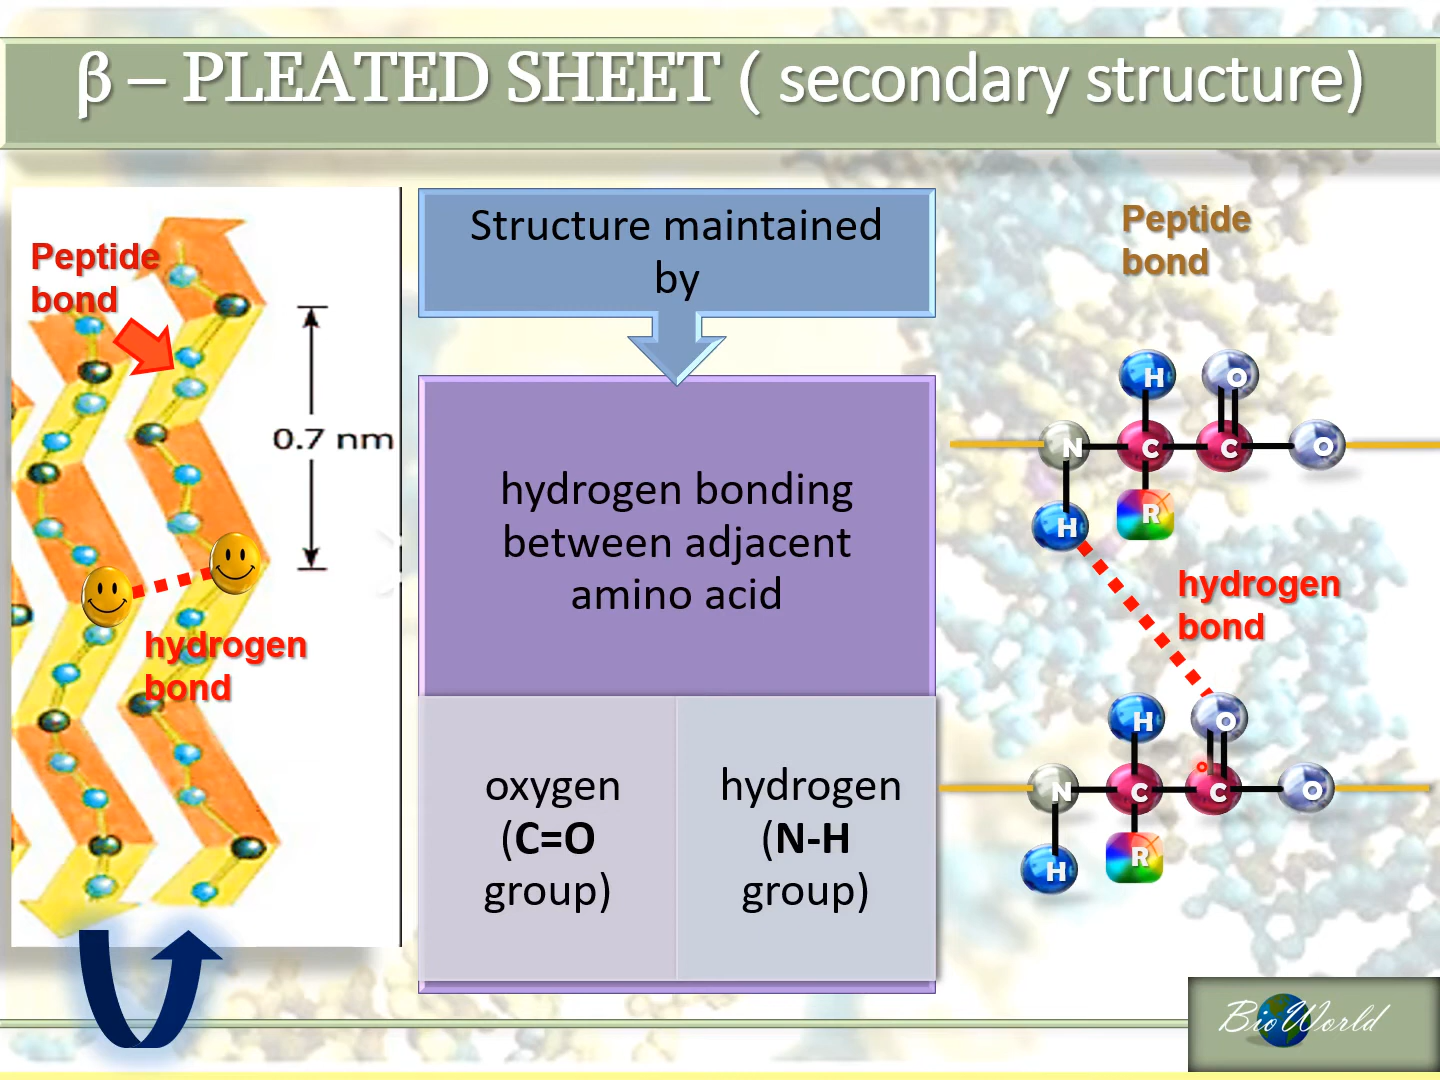 β – PLEATED SHEET ( secondary structure)
Peptide
bond
0.7 nm
hydrogen
bond
Structure maintained
by
hydrogen bonding
between adjacent
amino acid
oxygen
(C=O
group)
hydrogen
(N-H
group)
Peptide
bond
H O
N C C O
H R
hydrogen
bond
H O
N C C O
H R
BioWorld